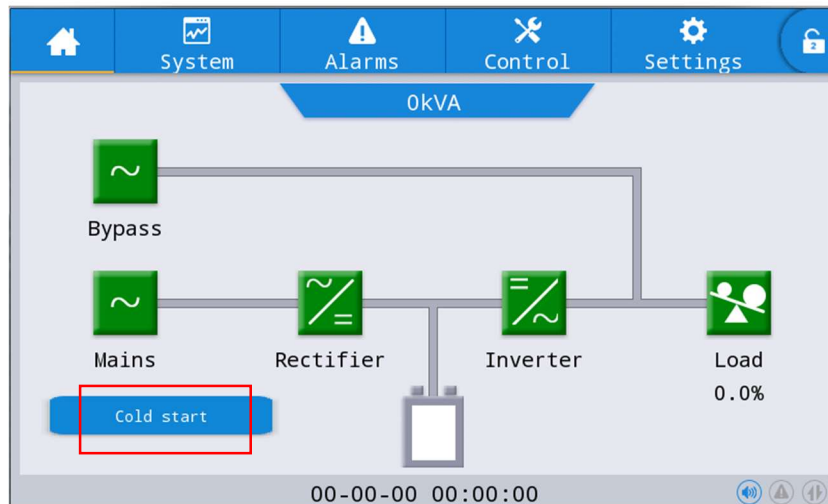 System Alarms Control Settings 2
0kVA
Bypass
Mains Rectifier Inverter Load
0.0%
Cold start
00-00-00 00:00:00